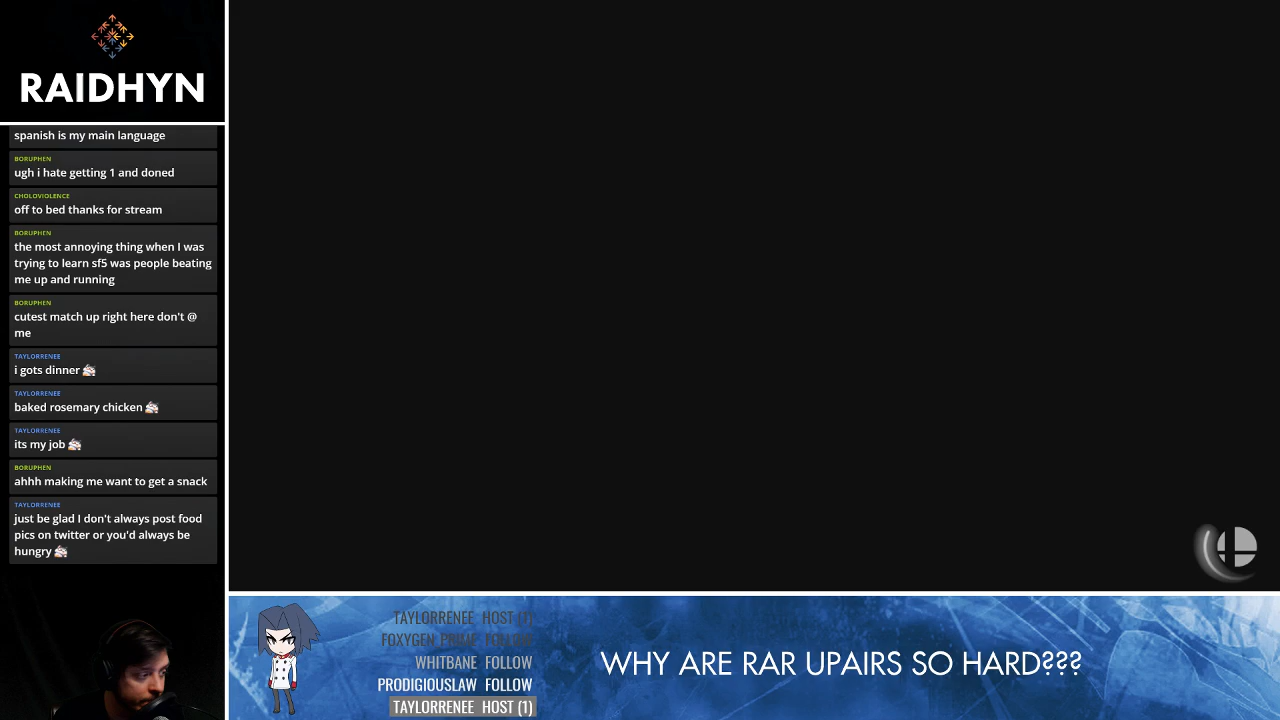 RAIDHYN
spanish is my main language
BORUPHEN
ugh i hate getting 1 and doned
CHOLOVIOLENCE
off to bed thanks for stream
BORUPHEN
the most annoying thing when I was
trying to learn sf5 was people beating
me up and running
BORUPHEN
cutest match up right here don't @
me
TAYLORRENEE
i gots dinner
TAYLORRENEE
baked rosemary chicken
TAYLORRENEE
its my job
BORUPHEN
ahhh making me want to get a snack
TAYLORRENEE
just be glad I don't always post food
pics on twitter or you'd always be
hungry
TAYLORRENEE HOST (1)
FOXYGEN PRIME FOLLOW
WHITBANE FOLLOW
PRODIGIOUSLAW FOLLOW
TAYLORRENEE HOST (1)
WHY ARE RAR UPAIRS SO HARD???